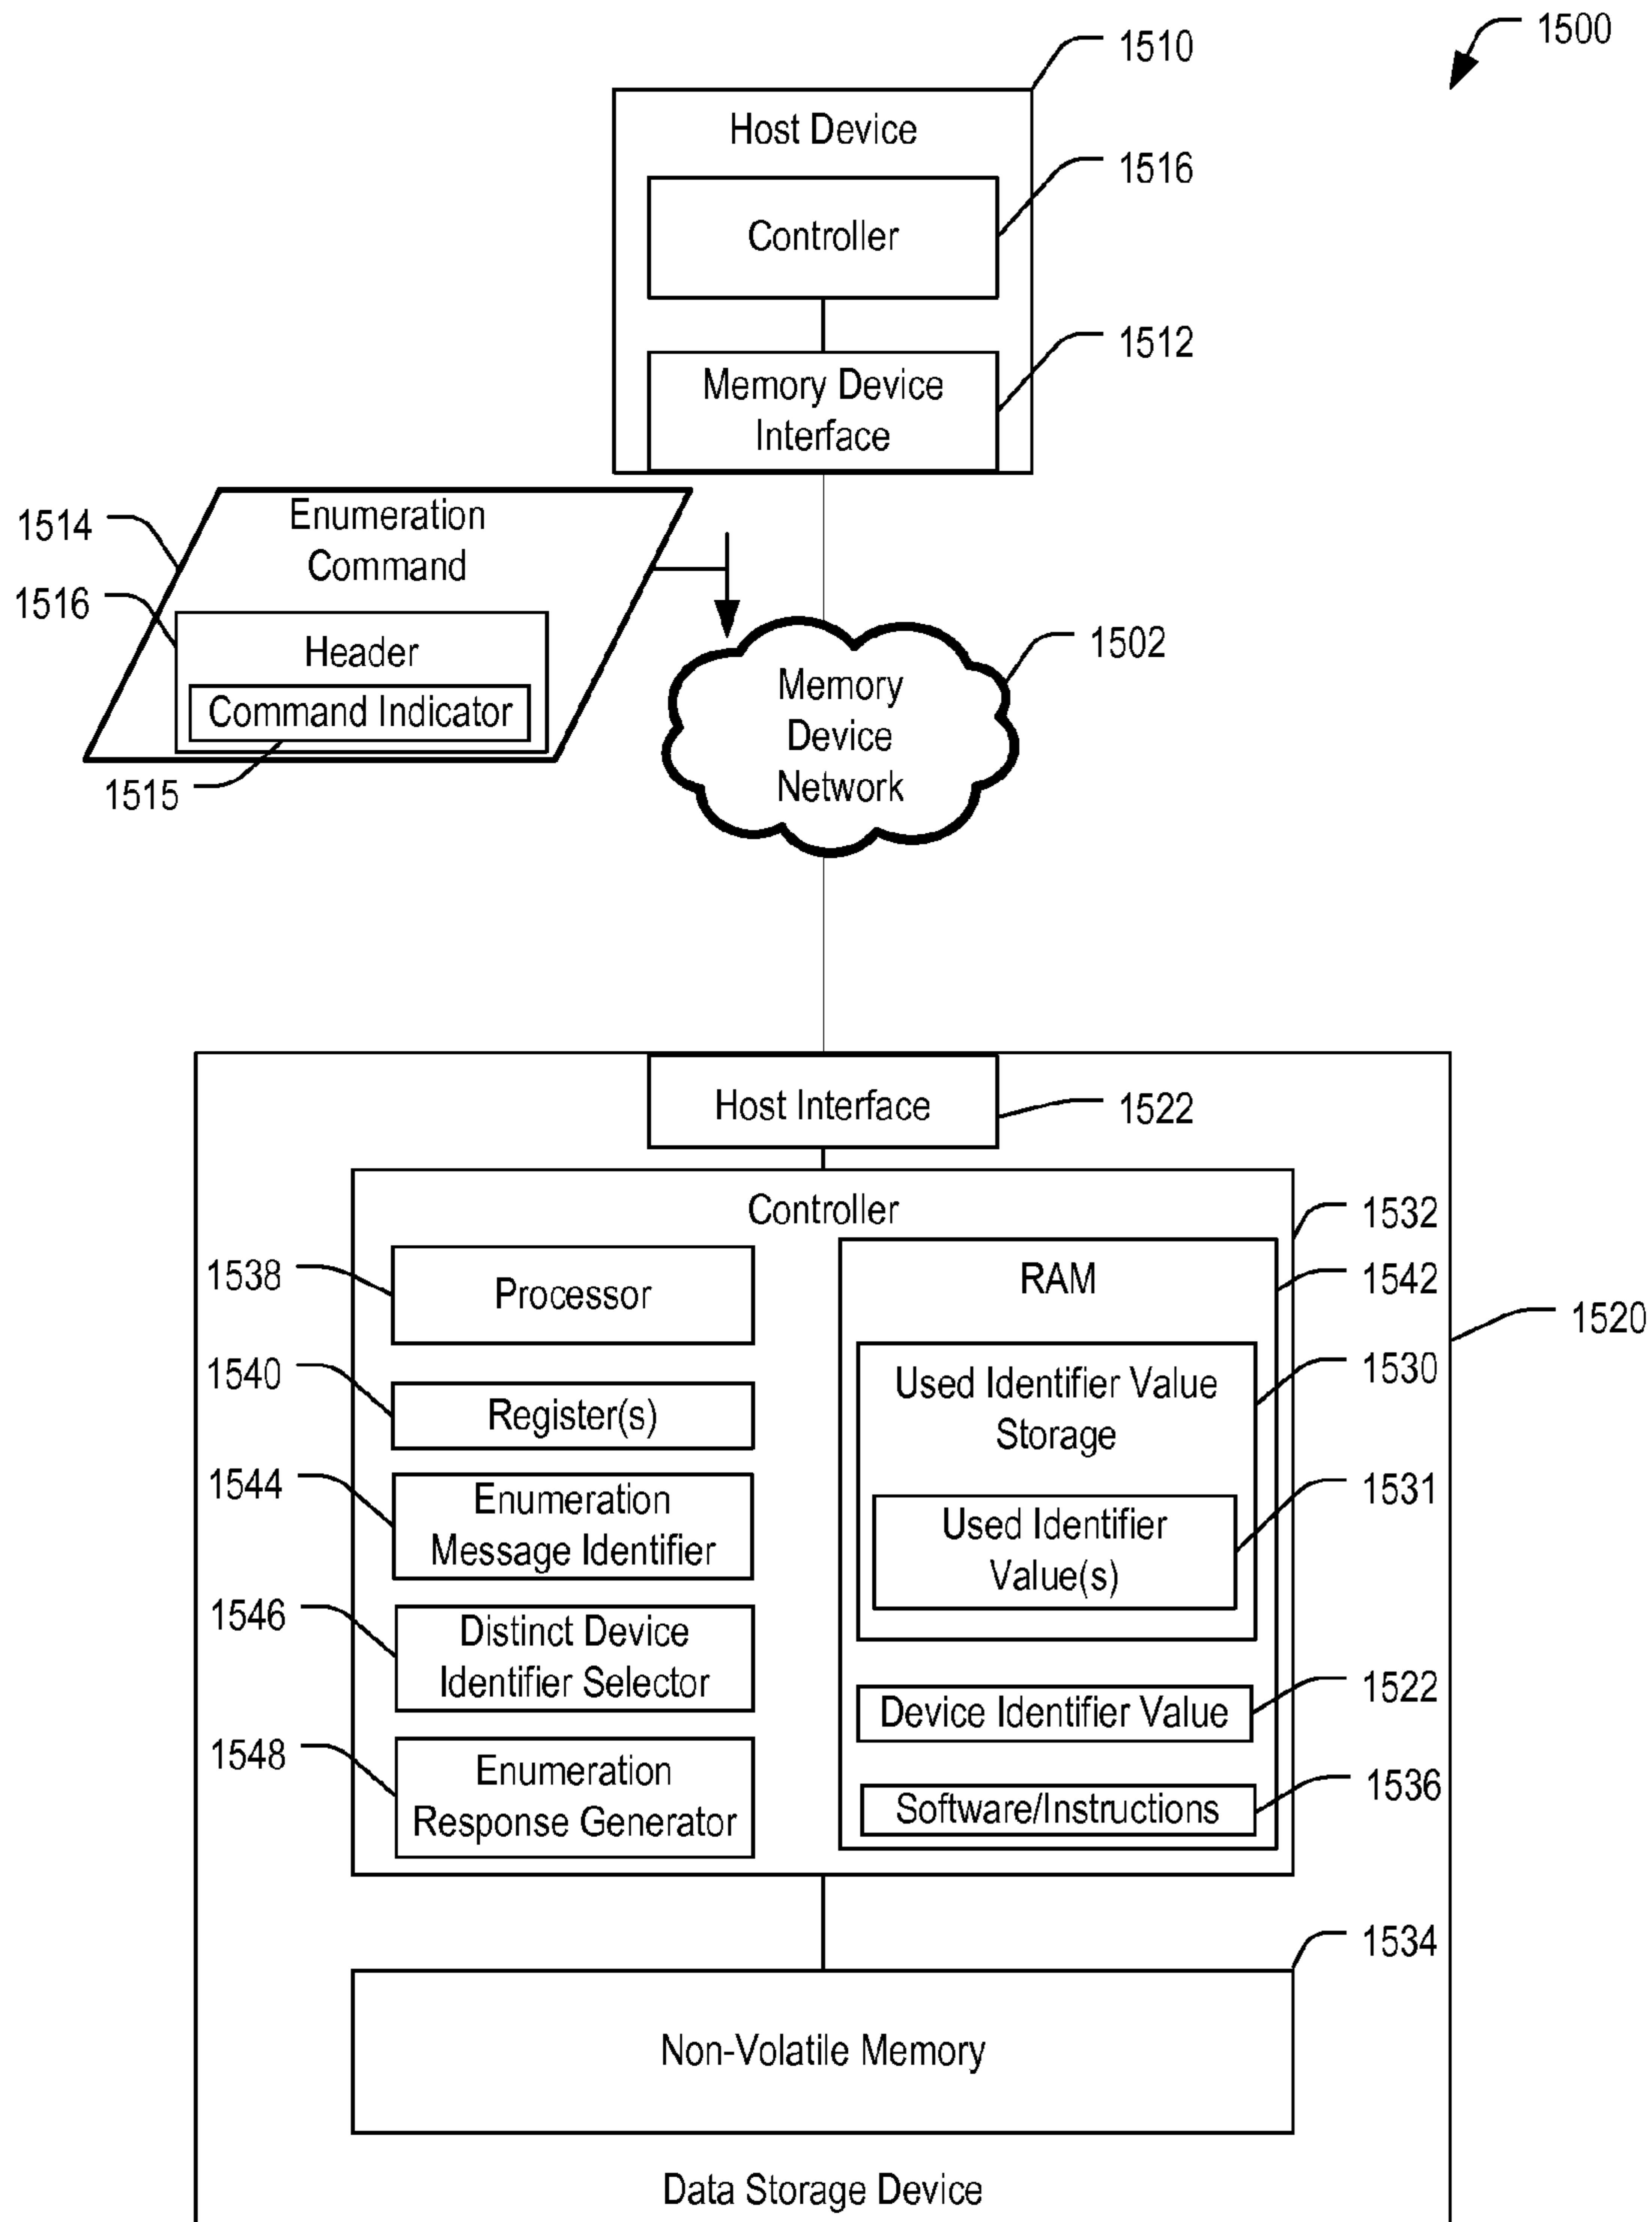 1500
1510
Host Device
1516
Controller
1512
Memory Device
Interface
1514
Enumeration
Command
1516
Header
Command Indicator
1515
1502
Memory
Device
Network
Host Interface
1522
Controller
1532
1538
Processor
RAM
1542
1520
1540
Register(s)
Used Identifier Value
Storage
1530
1544
Enumeration
Message Identifier
Used Identifier
Value(s)
1531
1546
Distinct Device
Identifier Selector
Device Identifier Value
1522
1548
Enumeration
Response Generator
Software/Instructions
1536
1534
Non-Volatile Memory
Data Storage Device